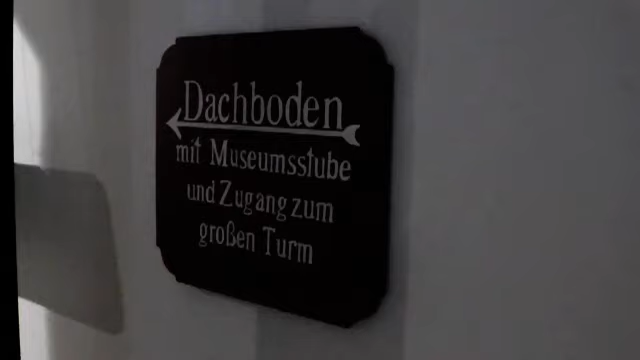 Dachboden
mit Museumsstube
und Zugang zum
großen Turm